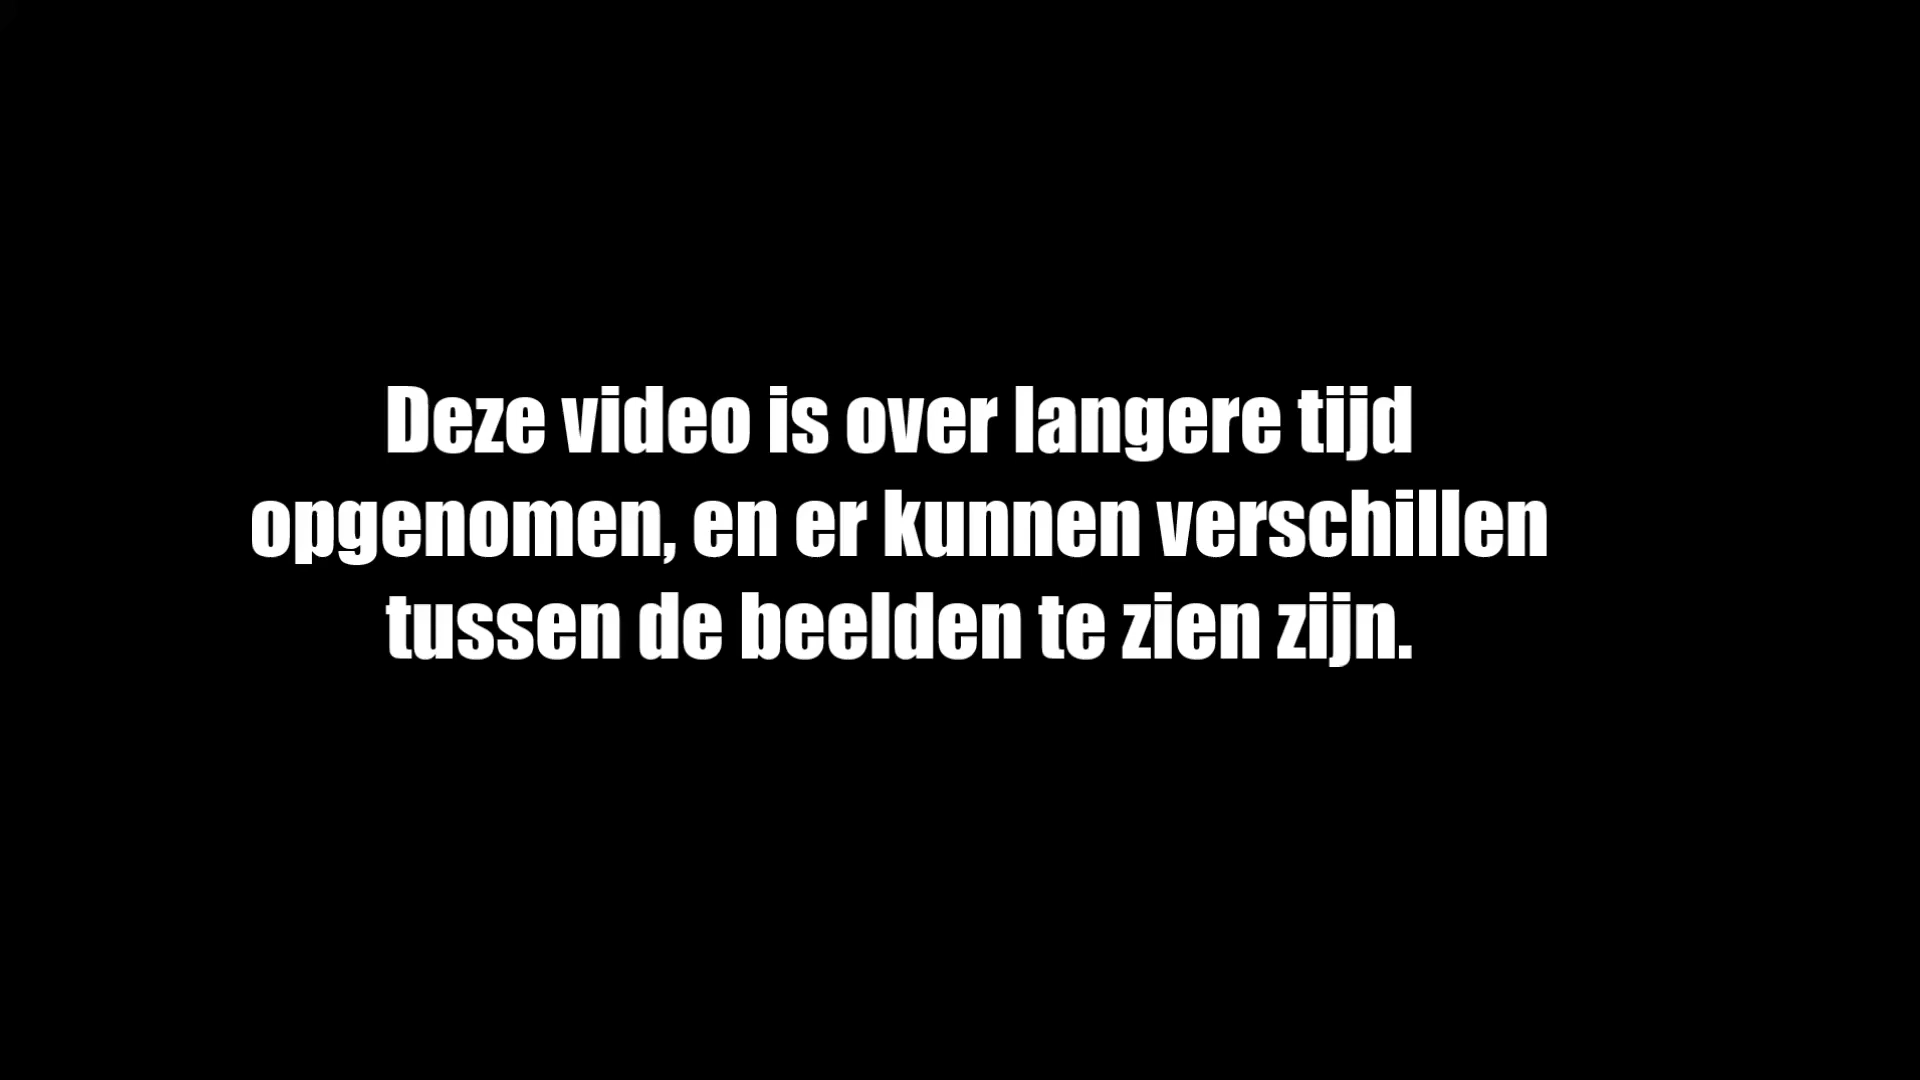 Deze video is over langere tijd
opgenomen, en er kunnen verschillen
tussen de beelden te zien zijn.